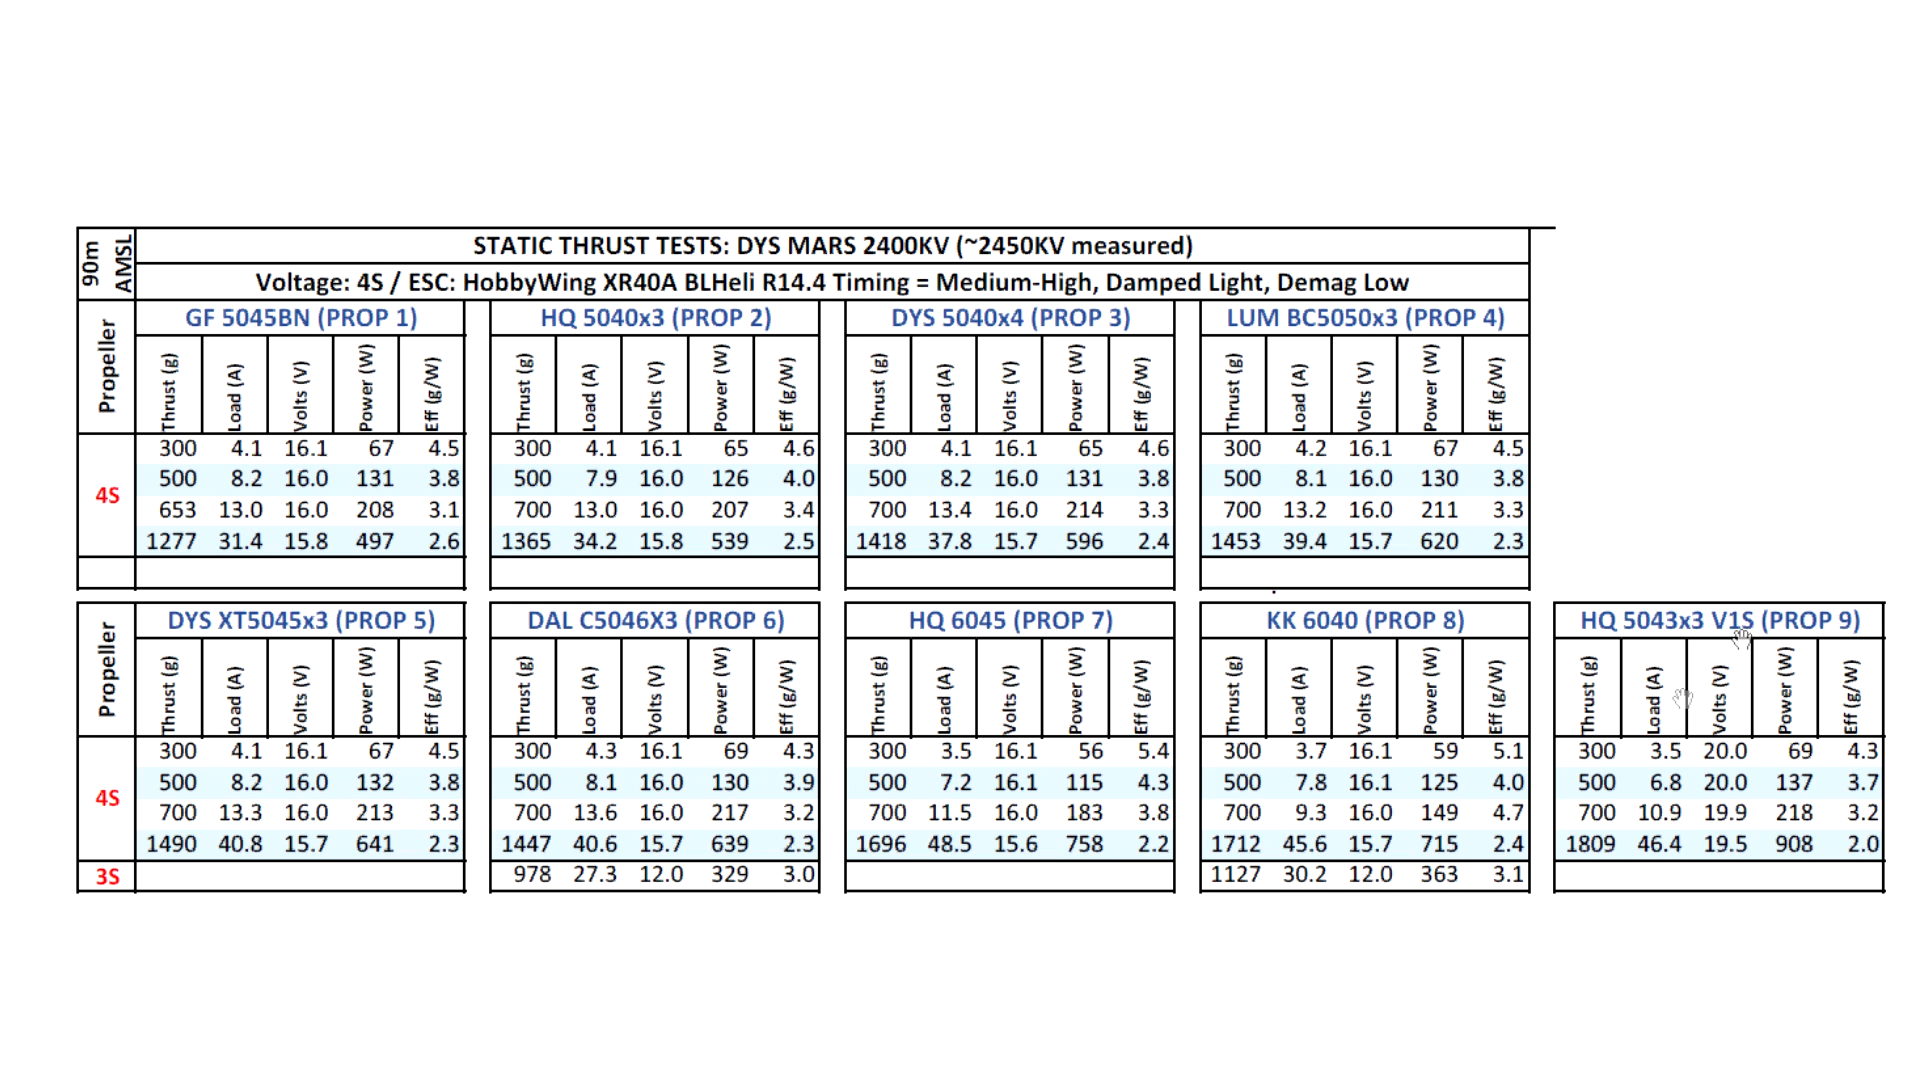 90m
AMSL
STATIC THRUST TESTS: DYS MARS 2400KV (~2450KV measured)
Voltage: 4S / ESC: HobbyWing XR40A BLHeli R14.4 Timing = Medium-High, Damped Light, Demag Low
Propeller
GF 5045BN (PROP 1) HQ 5040x3 (PROP 2) DYS 5040x4 (PROP 3) LUM BC5050x3 (PROP 4)
Thrust (g) Load (A) Volts (V) Power (W) Eff (g/W) Thrust (g) Load (A) Volts (V) Power (W) Eff (g/W) Thrust (g) Load (A) Volts (V) Power (W) Eff (g/W) Thrust (g) Load (A) Volts (V) Power (W) Eff (g/W)
4S
300 4.1 16.1 67 4.5 300 4.1 16.1 65 4.6 300 4.1 16.1 65 4.6 300 4.2 16.1 67 4.5
500 8.2 16.0 131 3.8 500 7.9 16.0 126 4.0 500 8.2 16.0 131 3.8 500 8.1 16.0 130 3.8
653 13.0 16.0 208 3.1 700 13.0 16.0 207 3.4 700 13.4 16.0 214 3.3 700 13.2 16.0 211 3.3
1277 31.4 15.8 497 2.6 1365 34.2 15.8 539 2.5 1418 37.8 15.7 596 2.4 1453 39.4 15.7 620 2.3
Propeller
DYS XT5045x3 (PROP 5) DAL C5046X3 (PROP 6) HQ 6045 (PROP 7) KK 6040 (PROP 8) HQ 5043x3 V1S (PROP 9)
Thrust (g) Load (A) Volts (V) Power (W) Eff (g/W) Thrust (g) Load (A) Volts (V) Power (W) Eff (g/W) Thrust (g) Load (A) Volts (V) Power (W) Eff (g/W) Thrust (g) Load (A) Volts (V) Power (W) Eff (g/W) Thrust (g) Load (A) Volts (V) Power (W) Eff (g/W)
4S
300 4.1 16.1 67 4.5 300 4.3 16.1 69 4.3 300 3.5 16.1 56 5.4 300 3.7 16.1 59 5.1 300 3.5 20.0 69 4.3
500 8.2 16.0 132 3.8 500 8.1 16.0 130 3.9 500 7.2 16.1 115 4.3 500 7.8 16.1 125 4.0 500 6.8 20.0 137 3.7
700 13.3 16.0 213 3.3 700 13.6 16.0 217 3.2 700 11.5 16.0 183 3.8 700 9.3 16.0 149 4.7 700 10.9 19.9 218 3.2
1490 40.8 15.7 641 2.3 1447 40.6 15.7 639 2.3 1696 48.5 15.6 758 2.2 1712 45.6 15.7 715 2.4 1809 46.4 19.5 908 2.0
3S 978 27.3 12.0 329 3.0 1127 30.2 12.0 363 3.1